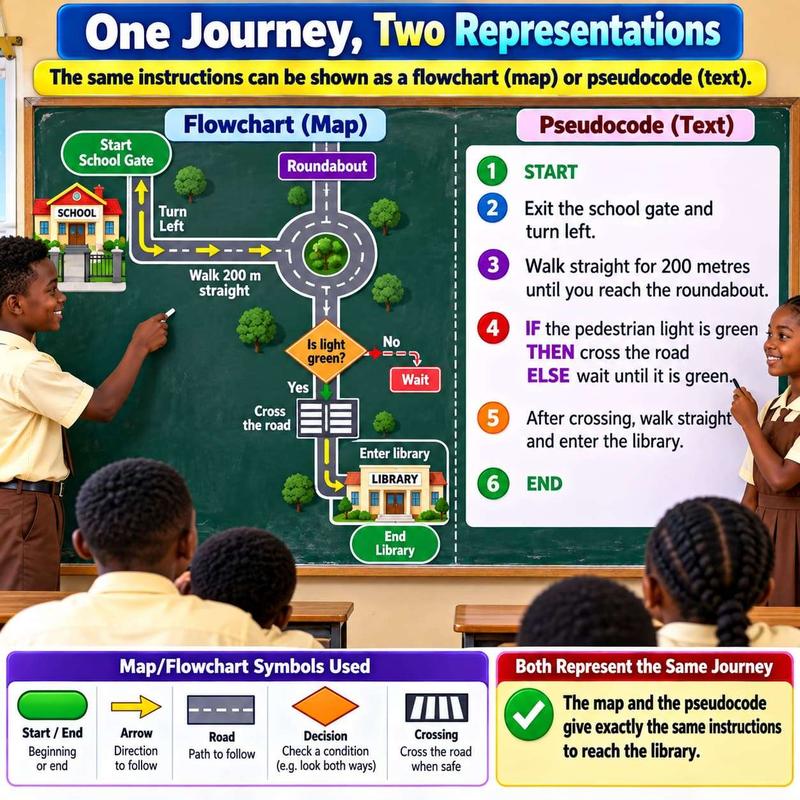 One Journey, Two Representations
The same instructions can be shown as a flowchart (map) or pseudocode (text).
Flowchart (Map)
Start
School Gate
Roundabout
SCHOOL
Turn
Left
Walk 200 m
straight
Is light
green?
No
Wait
Yes
Cross
the road
Enter library
LIBRARY
End
Library
Pseudocode (Text)
1 START
2 Exit the school gate and
turn left.
3 Walk straight for 200 metres
until you reach the roundabout.
4 IF the pedestrian light is green
THEN cross the road
ELSE wait until it is green.
5 After crossing, walk straight
and enter the library.
6 END
Map/Flowchart Symbols Used
Start / End
Beginning
or end
Arrow
Direction
to follow
Road
Path to follow
Decision
Check a condition
(e.g. look both ways)
Crossing
Cross the road
when safe
Both Represent the Same Journey
The map and the pseudocode
give exactly the same instructions
to reach the library.